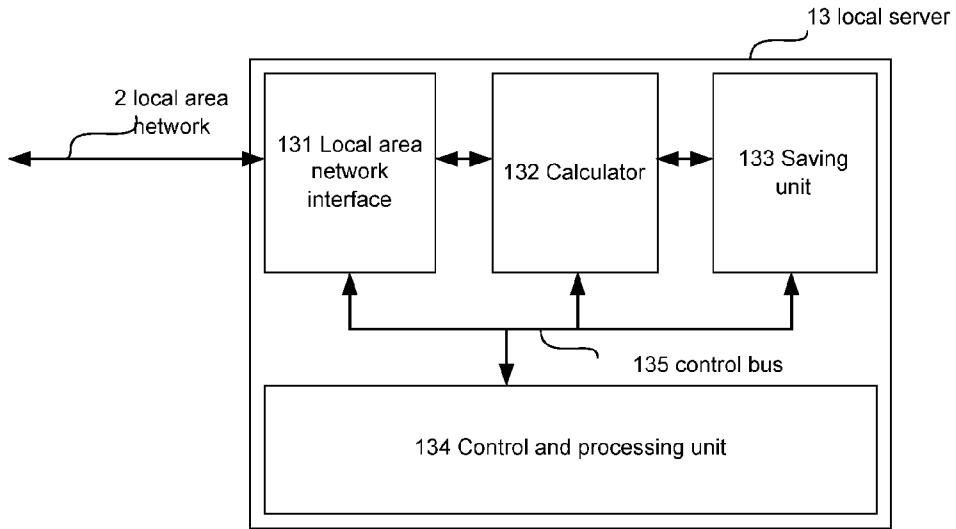 13 local server
2 local area
network
131 Local area
network
interface
132 Calculator
133 Saving
unit
135 control bus
134 Control and processing unit